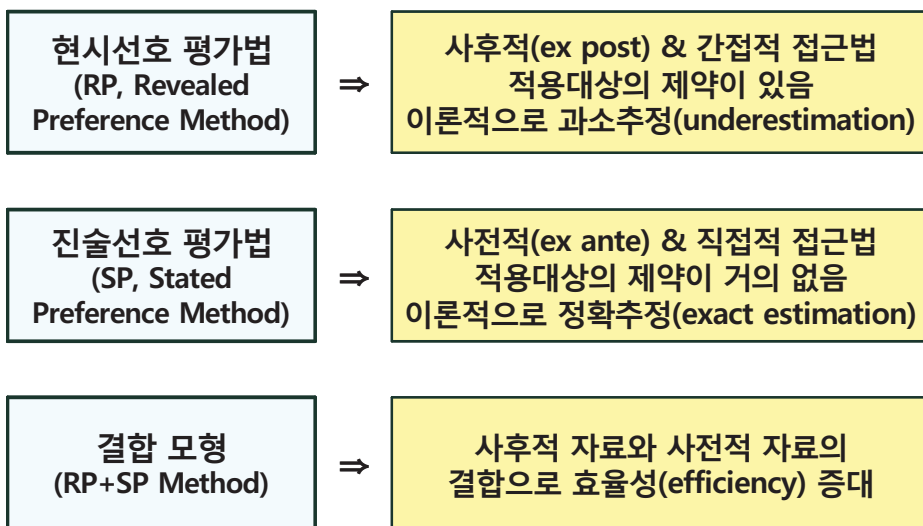 현시선호 평가법
(RP, Revealed
Preference Method)
⇒
사후적(ex post) & 간접적 접근법
적용대상의 제약이 있음
이론적으로 과소추정(underestimation)
진술선호 평가법
(SP, Stated
Preference Method)
⇒
사전적(ex ante) & 직접적 접근법
적용대상의 제약이 거의 없음
이론적으로 정확추정(exact estimation)
결합 모형
(RP+SP Method)
⇒
사후적 자료와 사전적 자료의
결합으로 효율성(efficiency) 증대